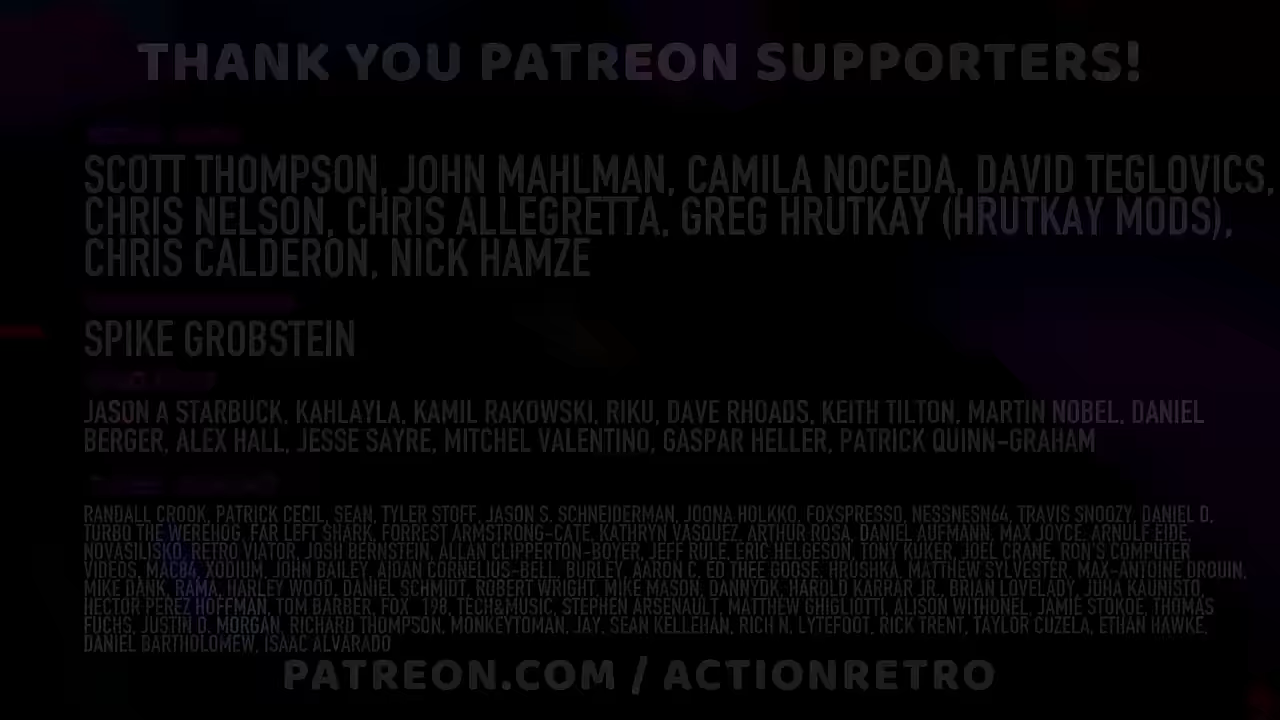 THANK YOU PATREON SUPPORTERS!
SCOTT THOMPSON, JOHN MAHLMAN, CAMILA NOCEDA, DAVID TEGLOVICS,
CHRIS NELSON, CHRIS ALLEGRETTA, GREG HRUTKAY (HRUTKAY MODS),
CHRIS CALDERON, NICK HAMZE
SPIKE GROBSTEIN
JASON A STARBUCK, KAHLAYLA, KAMIL RAKOWSKI, RIKU, DAVE RHOADS, KEITH TILTON, MARTIN NOBEL, DANIEL
BERGER, ALEX HALL, JESSE SAYRE, MITCHEL VALENTINO, GASPAR HELLER, PATRICK QUINN-GRAHAM
RANDALL CROOK, PATRICK CECIL, SEAN, TYLER STOFF, JASON S. SCHNEIDERMAN, JOONA HOLKKO, FOXSPRESSO, NESSNESN64, TRAVIS SNOOZY, DANIEL O,
TURBO THE WEREHOG, FAR LEFT SHARK, FORREST ARMSTRONG-CATE, KATHRYN VASQUEZ, ARTHUR ROSA, DANIEL AUFMANN, MAX JOYCE, ARNULF EIDE,
NOVASILISKO, RETRO VIATOR, JOSH BERNSTEIN, ALLAN CLIPPERTON-BOYER, JEFF RULE, ERIC HELGESON, TONY KUKER, JOEL CRANE, RON'S COMPUTER
VIDEOS, MAC84, XODIUM, JOHN BAILEY, AIDAN CORNELIUS-BELL, BURLEY, AARON C, ED THEE GOOSE, HRUSHKA, MATTHEW SYLVESTER, MAX-ANTOINE DROUIN,
MIKE DANK, RAMA, HARLEY WOOD, DANIEL SCHMIDT, ROBERT WRIGHT, MIKE MASON, DANNYDK, HAROLD KARRAR JR., BRIAN LOVELADY, JUHA KAUNISTO,
HECTOR PEREZ HOFFMAN, TOM BARBER, FOX_198, TECH&MUSIC, STEPHEN ARSENAULT, MATTHEW GHIGLIOTTI, ALISON WITHONEL, JAMIE STOKOE, THOMAS
FUCHS, JUSTIN D. MORGAN, RICHARD THOMPSON, MONKEYTOMAN, JAY, SEAN KELLEHAN, RICH N, LYTEFOOT, RICK TRENT, TAYLOR CUZELA, ETHAN HAWKE,
DANIEL BARTHOLOMEW, ISAAC ALVARADO
PATREON.COM / ACTIONRETRO